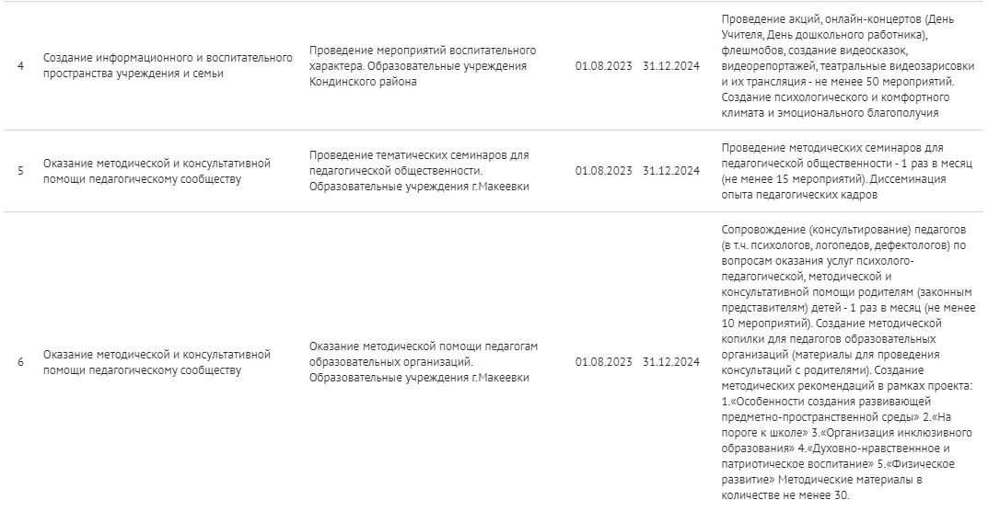 4
Создание информационного и воспитательного
пространства учреждения и семьи
Проведение мероприятий воспитательного
характера. Образовательные учреждения
Кондинского района
01.08.2023
31.12.2024
Проведение акций, онлайн-концертов (День
Учителя, День дошкольного работника),
флешмобов, создание видеосказок,
видеорепортажей, театральные видеозарисовки
и их трансляция - не менее 50 мероприятий.
Создание психологического и комфортного
климата и эмоционального благополучия
5
Оказание методической и консультативной
помощи педагогическому сообществу
Проведение тематических семинаров для
педагогической общественности.
Образовательные учреждения г.Макеевки
01.08.2023
31.12.2024
Проведение методических семинаров для
педагогической общественности - 1 раз в месяц
(не менее 15 мероприятий). Диссеминация
опыта педагогических кадров
6
Оказание методической и консультативной
помощи педагогическому сообществу
Оказание методической помощи педагогам
образовательных организаций.
Образовательные учреждения г.Макеевки
01.08.2023
31.12.2024
Сопровождение (консультирование) педагогов
(в т.ч. психологов, логопедов, дефектологов) по
вопросам оказания услуг психолого-
педагогической, методической и
консультативной помощи родителям (законным
представителям) детей - 1 раз в месяц (не менее
10 мероприятий). Создание методической
копилки для педагогов образовательных
организаций (материалы для проведения
консультаций с родителями). Создание
методических рекомендаций в рамках проекта:
1.«Особенности создания развивающей
предметно-пространственной среды» 2.«На
пороге к школе» 3.«Организация инклюзивного
образования» 4.«Духовно-нравственнное и
патриотическое воспитание» 5.«Физическое
развитие» Методические материалы в
количестве не менее 30.